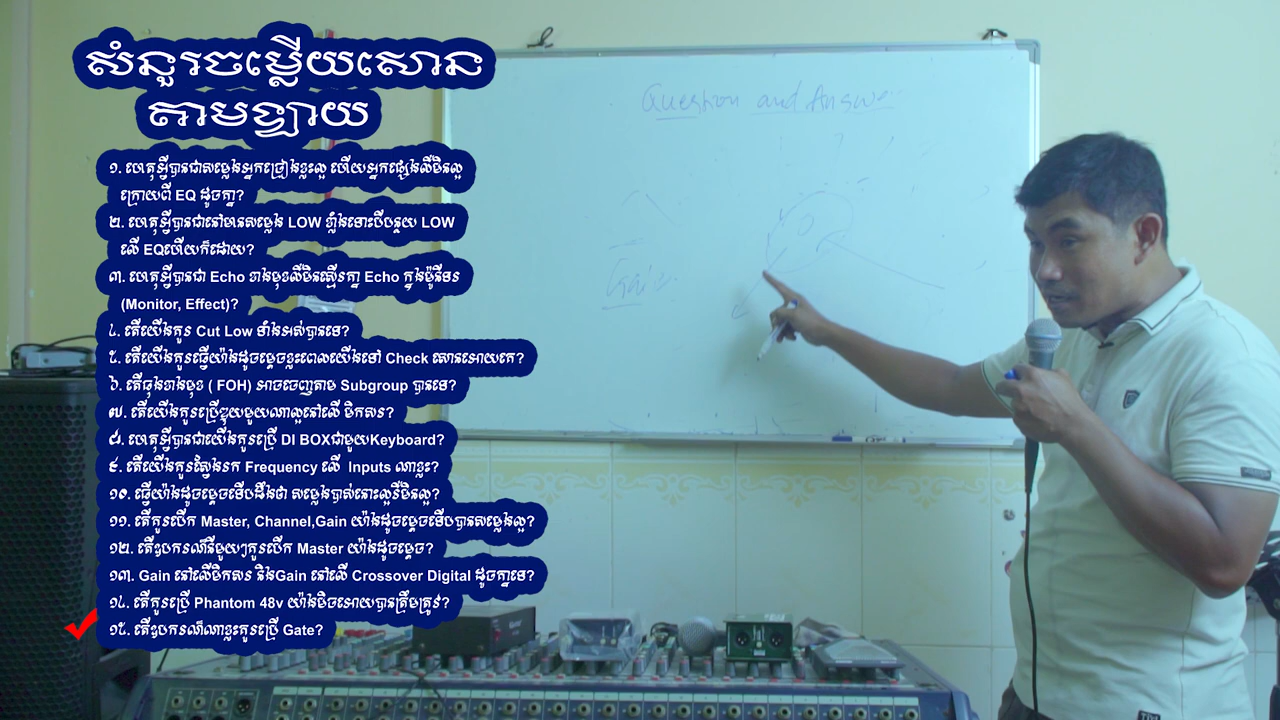 សំនួរចម្លើយសោន
តាមឡាយ
១. ហេតុអ្វីបានជាសម្លេងអ្នកច្រៀងខ្លះល្អ ហើយអ្នកផ្សេងលឺមិនល្អ
ក្រោយពី EQ ដូចគ្នា?
២. ហេតុអ្វីបានជានៅមានសម្លេង LOW ខ្លាំងទោះបីបន្ថយ LOW
លើ EQហើយក៏ដោយ?
៣. ហេតុអ្វីបានជា Echo ខាងមុខលឺមិនស្មើរគ្នា Echo ក្នុងម៉ូនីទ័រ
(Monitor, Effect)?
៤. តើយើងគួរ Cut Low ទាំងអស់បានទេ?
៥. តើយើងគួរធ្វើយ៉ាងដូចម្តេចខ្លះពេលយើងទៅ Check សោនអោយគេ?
៦. តើធុងខាងមុខ ( FOH) អាចចេញតាម Subgroup បានទេ?
៧. តើយើងគួរប្រើឌុយមូយណាល្អនៅលើ មិកសរ?
៨. ហេតុអ្វីបានជាយើងគួរប្រើ DI BOXជាមួយKeyboard?
៩. តើយើងគួរស្វែងរក Frequency លើ Inputs ណាខ្លះ?
១០. ធ្វើយ៉ាងដូចម្តេចទើបដឹងថា សម្លេងបាស់នោះល្អរឺមិនល្អ?
១១. តើគួរបើក Master, Channel,Gain យ៉ាងដូចម្តេចទើបបានសម្លេងល្អ?
១២. តើឧបករណ៍នីមួយៗគួរបើក Master យ៉ាងដូចម្តេច?
១៣. Gain នៅលើមិកសរ និងGain នៅលើ Crossover Digital ដូចគ្នាទេ?
១៤. តើគួរប្រើ Phantom 48v យ៉ាងមិចអោយបានត្រឹមត្រូវ?
១៥. តើឧបករណ៍ណាខ្លះគួរប្រើ Gate?
Question and Answer
Gain